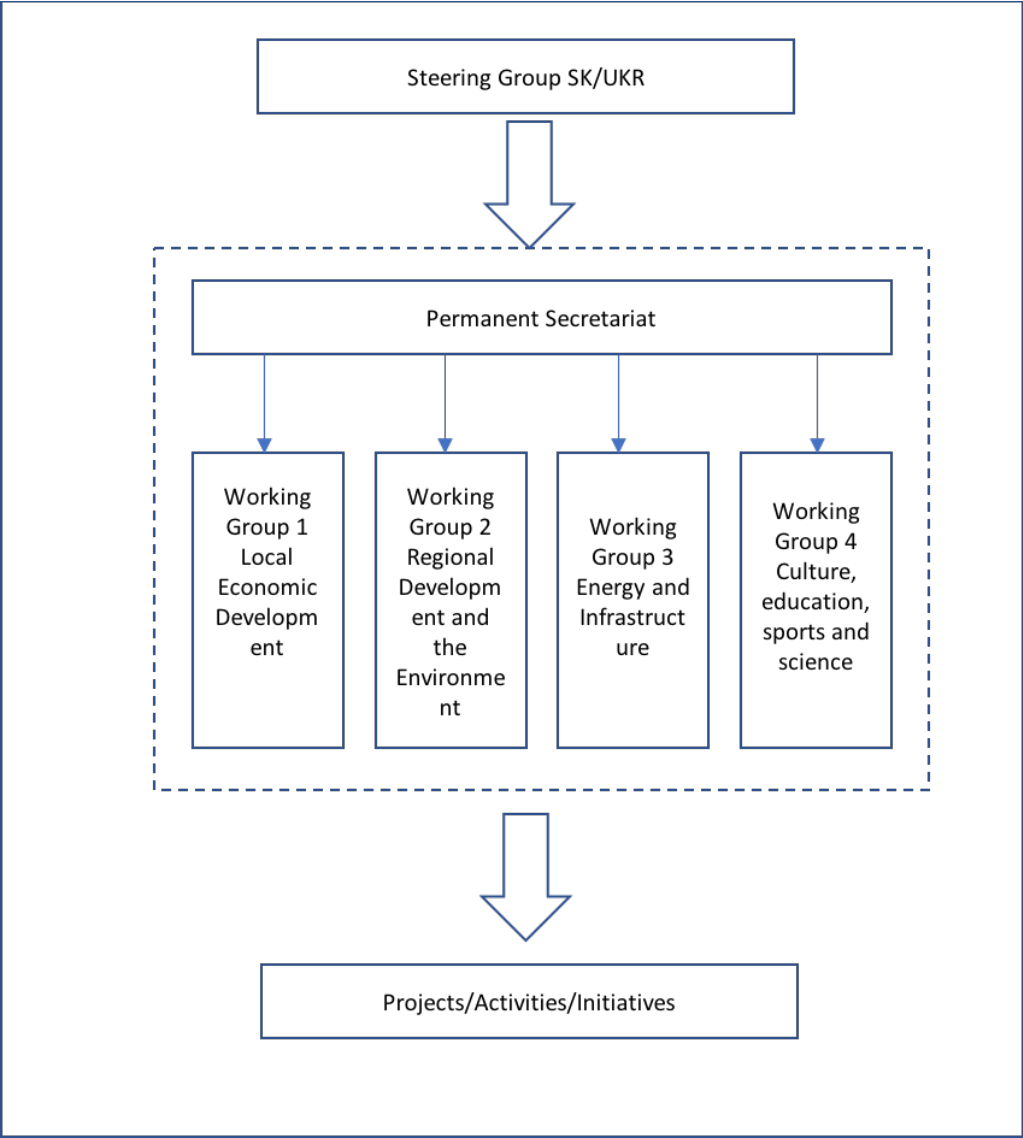 Steering Group SK/UKR
Permanent Secretariat
Working
Group 1
Local
Economic
Developm
ent
Working
Group 2
Regional
Developm
ent and
the
Environme
nt
Working
Group 3
Energy and
Infrastruct
ure
Working
Group 4
Culture,
education,
sports and
science
Projects/Activities/Initiatives